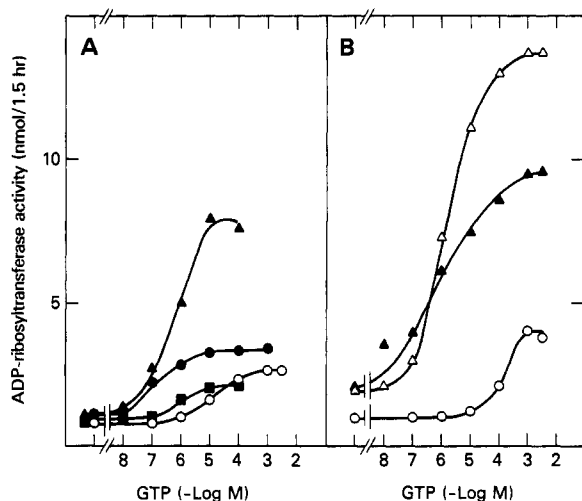 A
B
ADP-ribosyltransferase activity (nmol/1.5 hr)
10
5
8 7 6 5 4 3 2
8 7 6 5 4 3 2
GTP (-Log M)
GTP (-Log M)